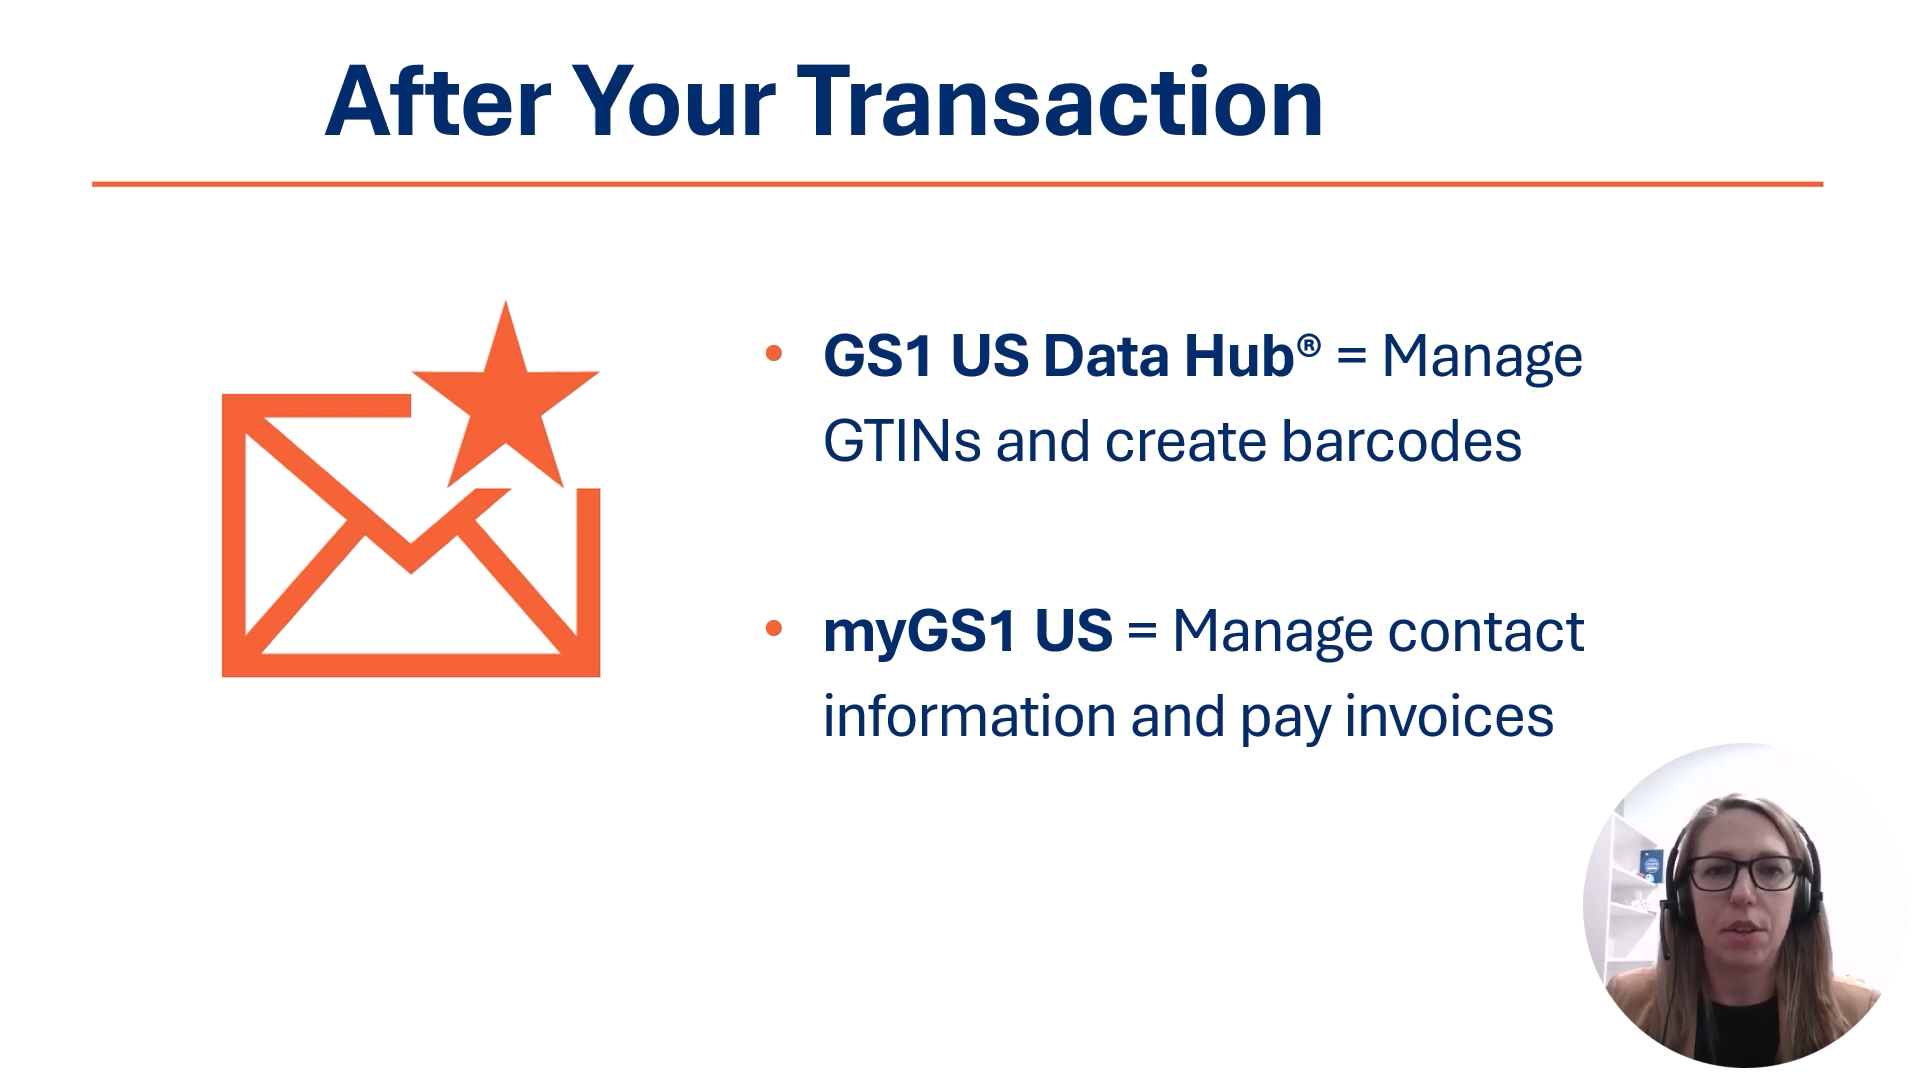 After Your Transaction
• GS1 US Data Hub® = Manage
GTINs and create barcodes
• myGS1 US = Manage contact
information and pay invoices